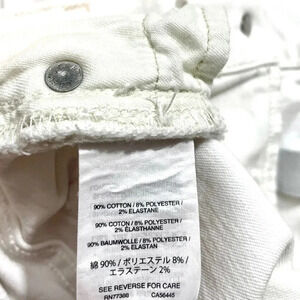 90% COTTON / 8% POLYESTER /
2% ELASTANE
90% COTON / 8% POLYESTER /
2% ÉLASTHANNE
90% BAUMWOLLE / 8% POLYESTER /
2% ELASTAN
綿 90% / ポリエステル 8% /
エラステーン 2%
SEE REVERSE FOR CARE
RN77360 CA56445